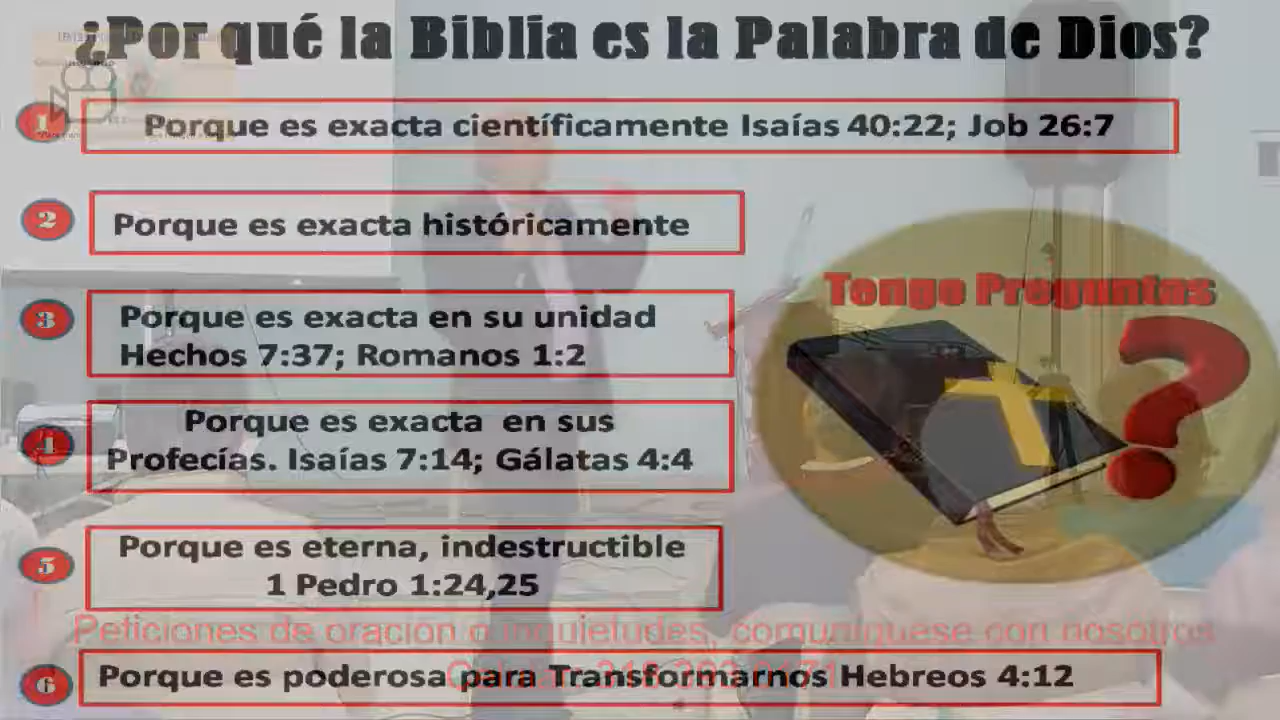 ¿Por qué la Biblia es la Palabra de Dios?
1
Porque es exacta científicamente Isaías 40:22; Job 26:7
2
Porque es exacta históricamente
3
Porque es exacta en su unidad
Hechos 7:37; Romanos 1:2
4
Porque es exacta en sus
Profecías. Isaías 7:14; Gálatas 4:4
5
Porque es eterna, indestructible
1 Pedro 1:24,25
Tengo Preguntas
?
Peticiones de oracion o inquietudes, comuniquese con nosotros
6
Porque es poderosa para Transformarnos Hebreos 4:12